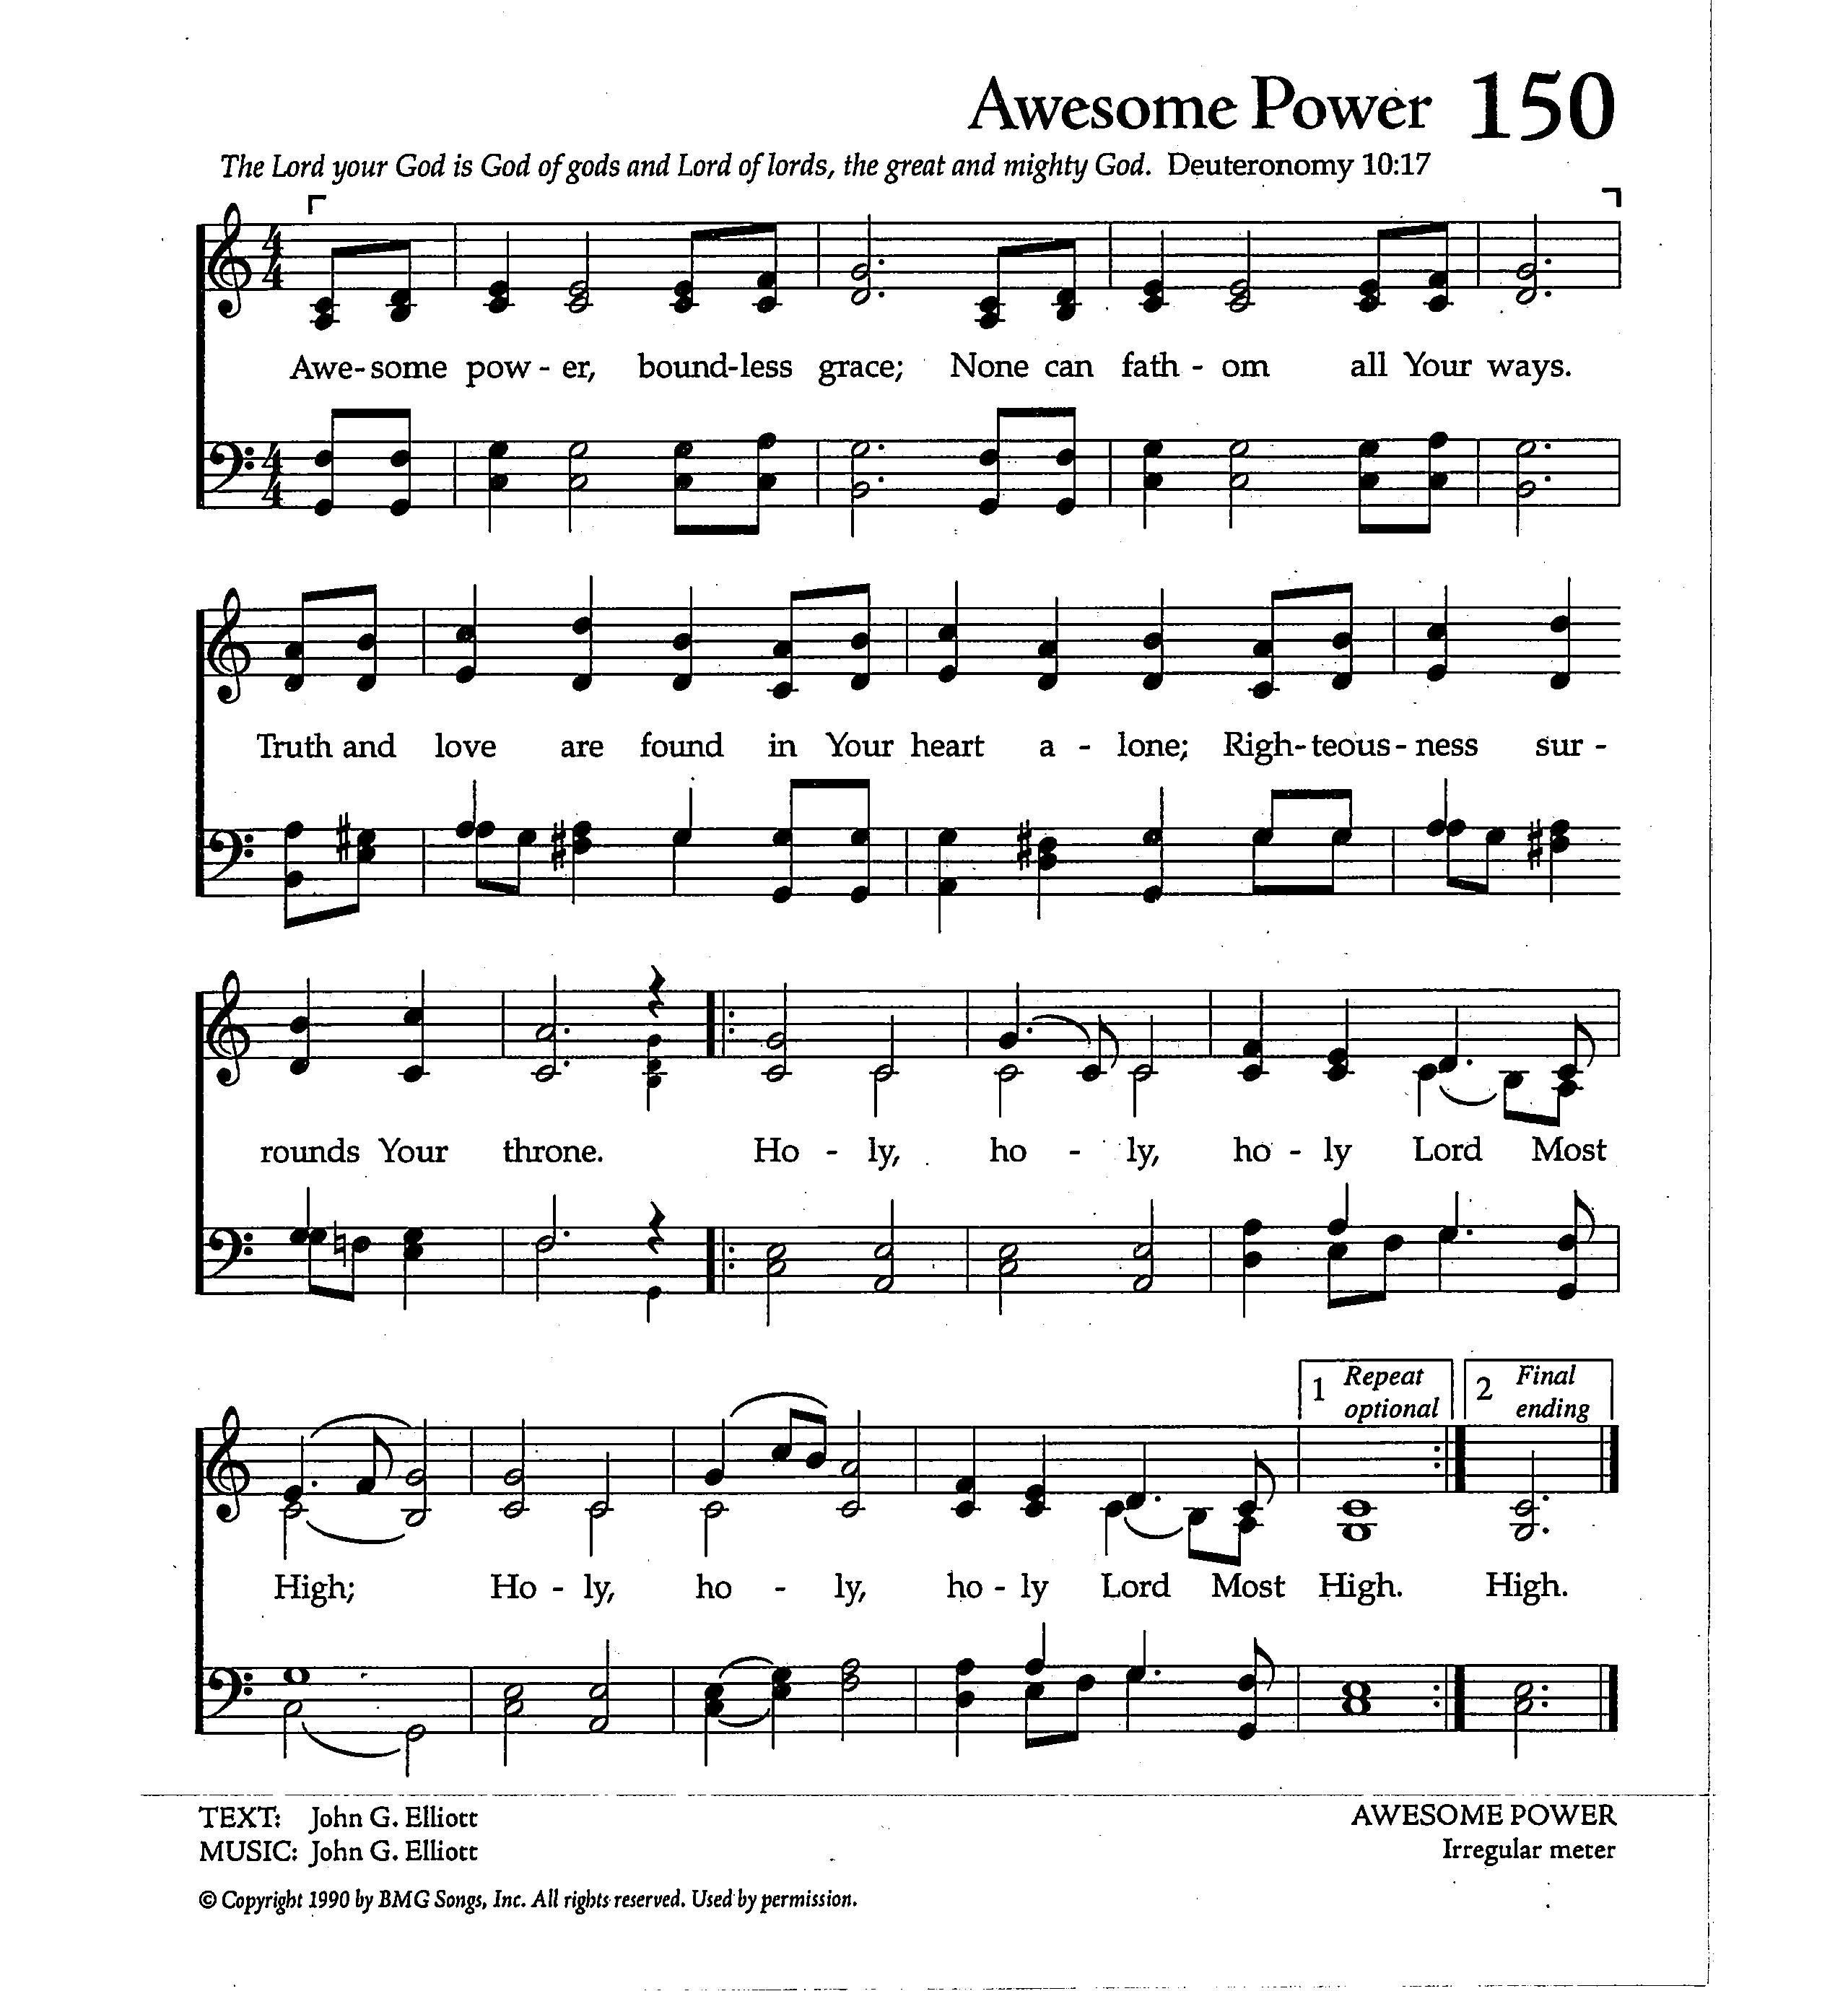 Awesome Power 150
The Lord your God is God of gods and Lord of lords, the great and mighty God. Deuteronomy 10:17
Awe-some pow - er, bound-less grace; None can fath - om all Your ways.
Truth and love are found in Your heart a - lone; Righ-teous-ness sur -
rounds Your throne. Ho - ly, ho - ly, ho - ly Lord Most
1 Repeat optional 2 Final ending
High; Ho - ly, ho - ly, ho - ly Lord Most High. High.
TEXT: John G. Elliott AWESOME POWER
MUSIC: John G. Elliott Irregular meter
© Copyright 1990 by BMG Songs, Inc. All rights reserved. Used by permission.